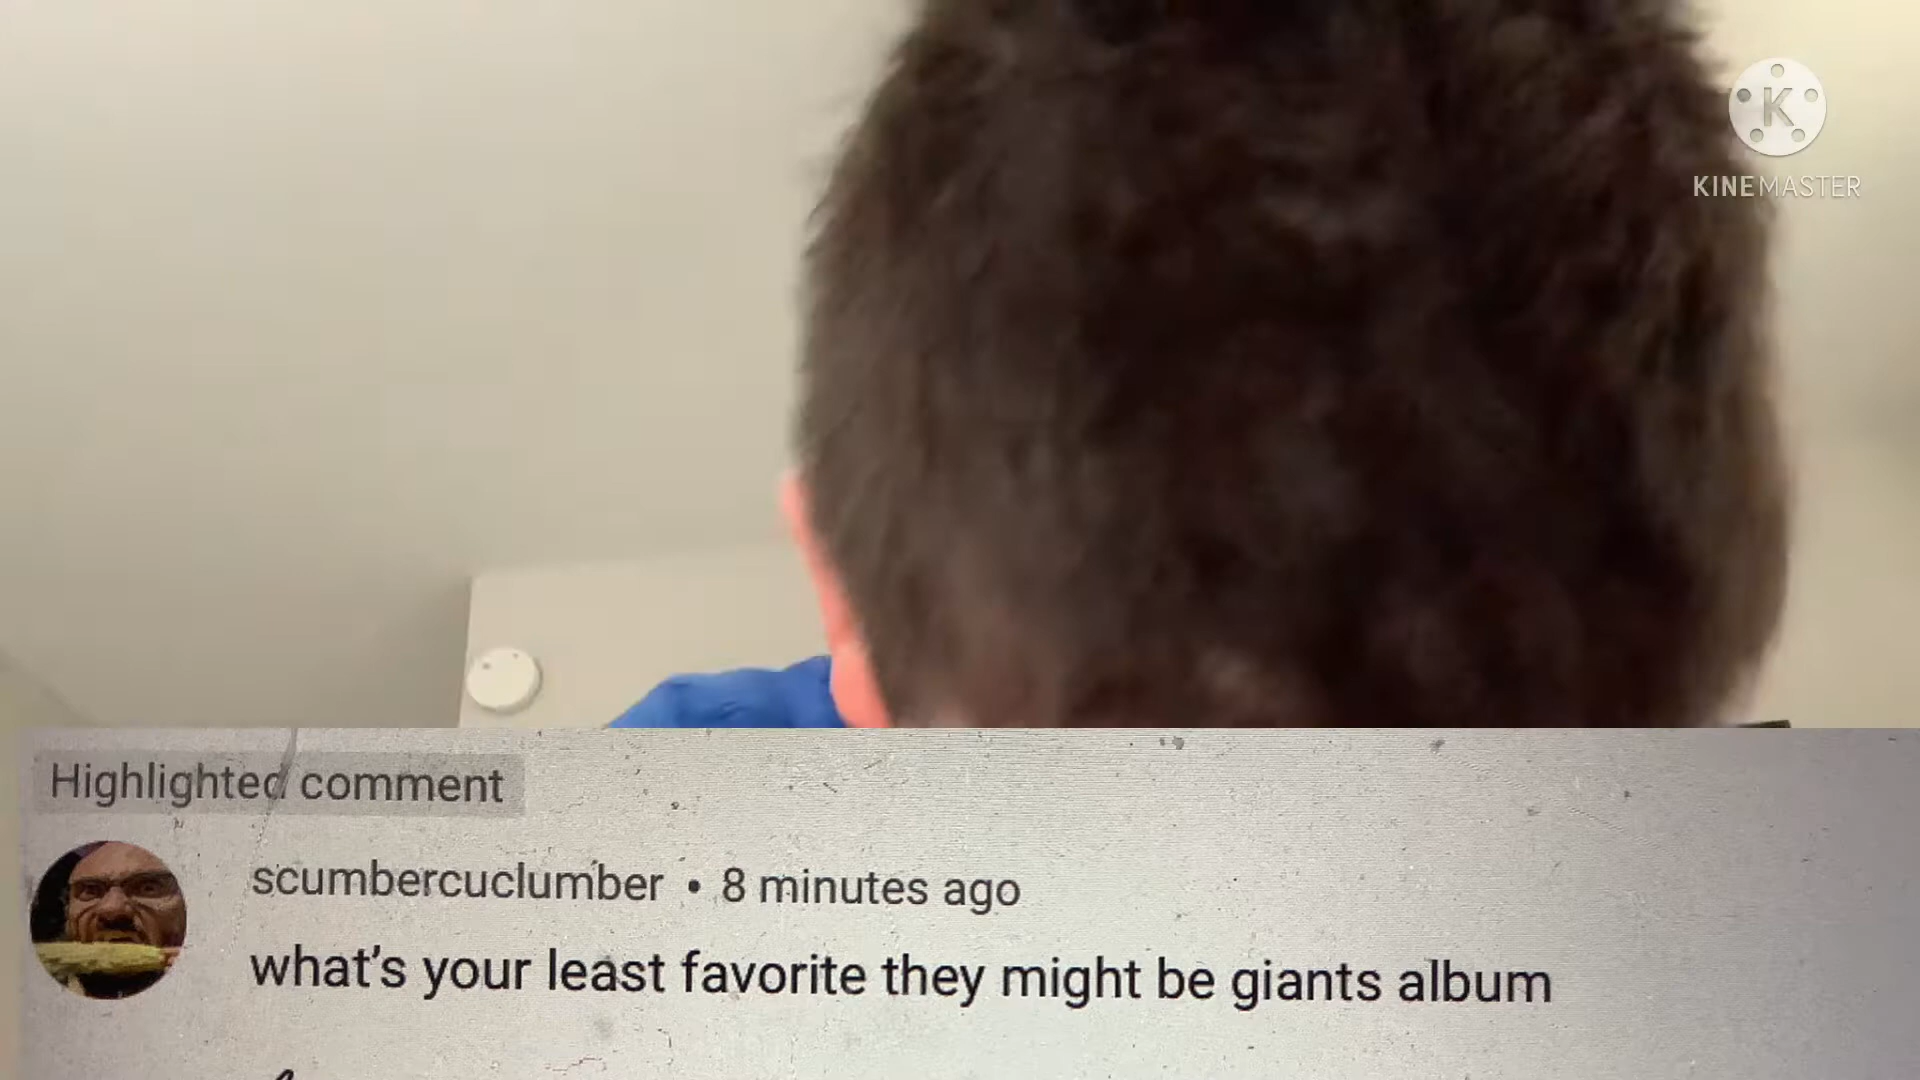 K
KINEMASTER
Highlighted comment
scumbercuclumber • 8 minutes ago
what's your least favorite they might be giants album